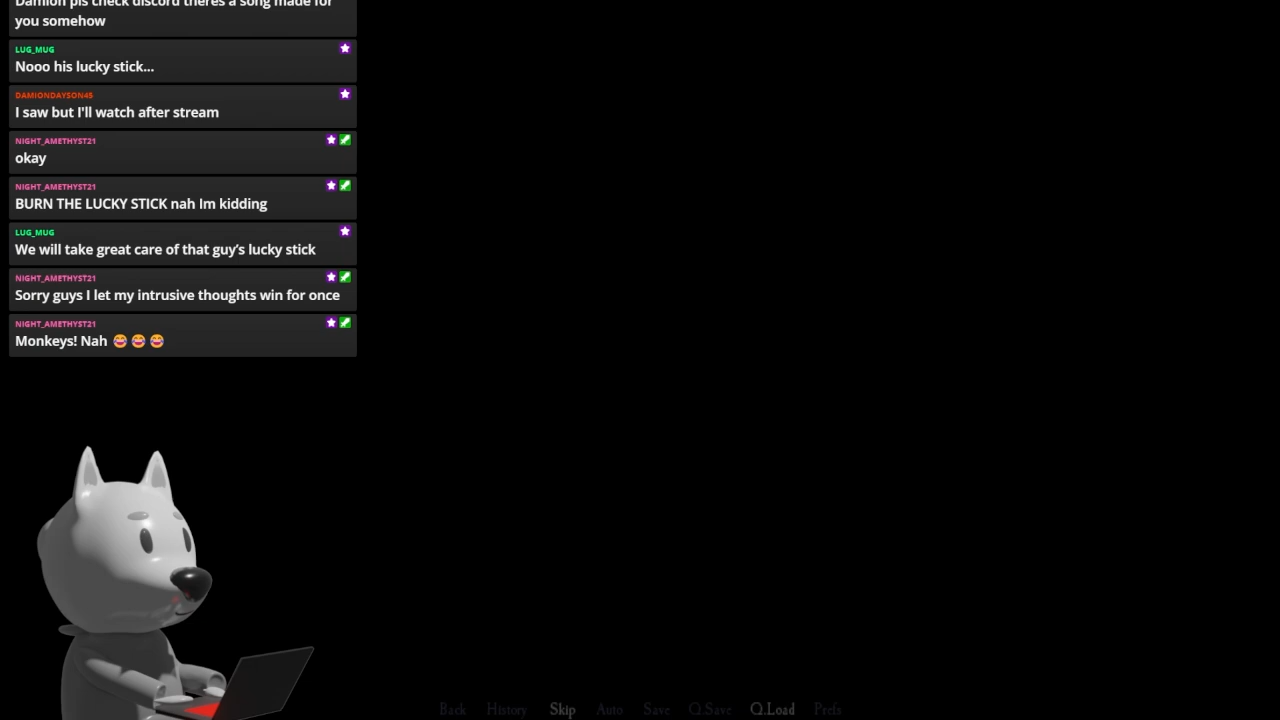 Damion pls check discord theres a song made for
you somehow
LUG_MUG
Nooo his lucky stick...
DAMIONDAYSON45
I saw but I'll watch after stream
NIGHT_AMETHYST21
okay
NIGHT_AMETHYST21
BURN THE LUCKY STICK nah Im kidding
LUG_MUG
We will take great care of that guy's lucky stick
NIGHT_AMETHYST21
Sorry guys I let my intrusive thoughts win for once
NIGHT_AMETHYST21
Monkeys! Nah 😂 😂 😂
Back History Skip Auto Save Q.Save Q.Load Prefs